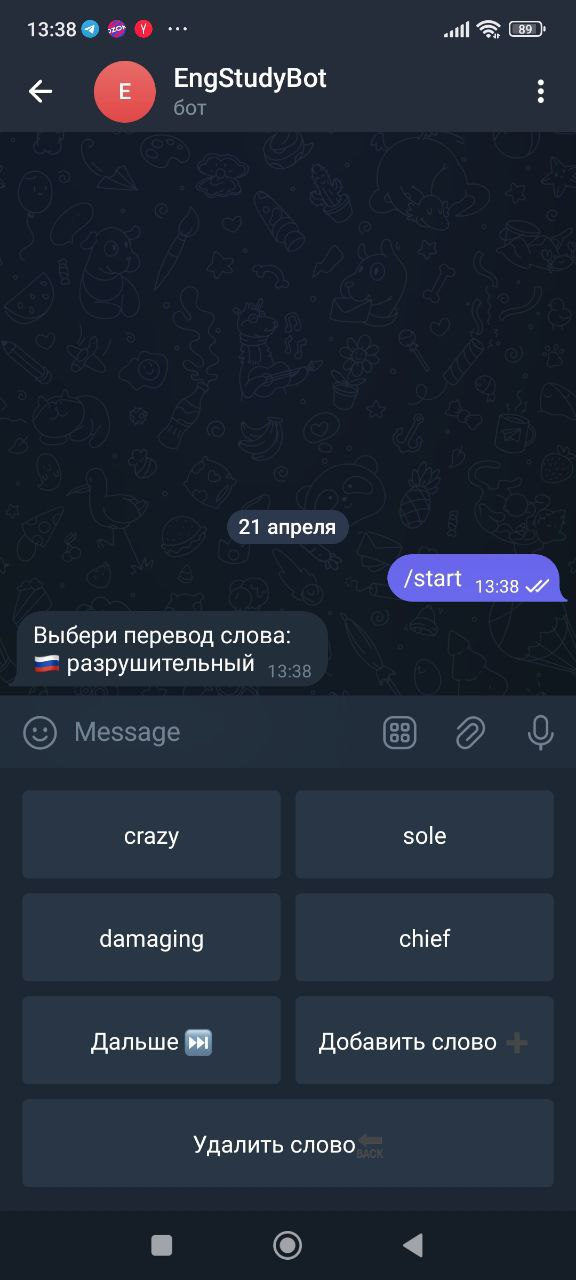 13:38 ...
89
E
EngStudyBot
бот
21 апреля
/start 13:38
Выбери перевод слова:
🇷🇺 разрушительный 13:38
Message
crazy
sole
damaging
chief
Дальше ⏭️
Добавить слово ➕
Удалить слово🔙